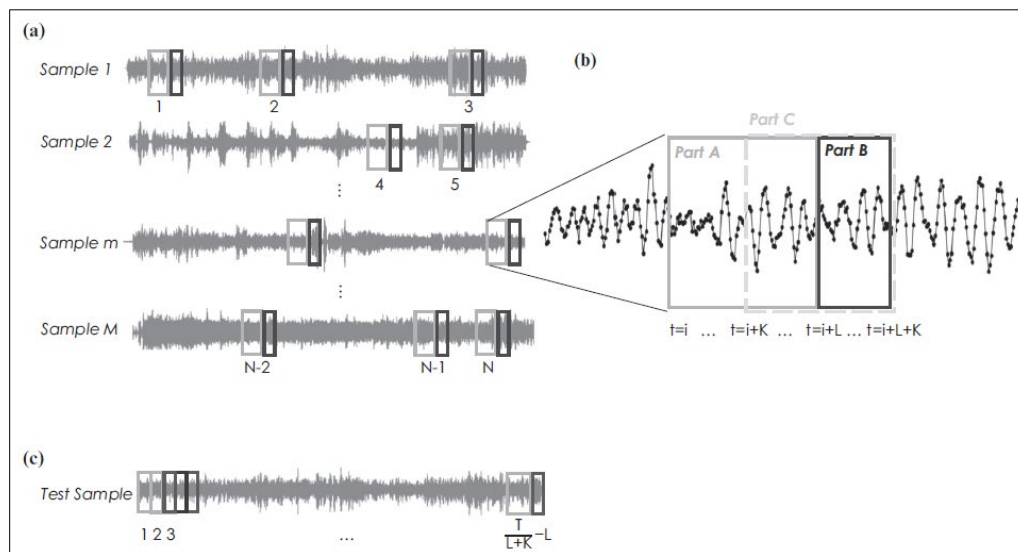 (a)
Sample 1
1 2 3
Sample 2
4 5
⋮
Sample m
⋮
Sample M
N-2 N-1 N
(b)
Part C
Part A Part B
t=i ... t=i+K ... t=i+L ... t=i+L+K
(c)
Test Sample
1 2 3 ... T
L+K –L